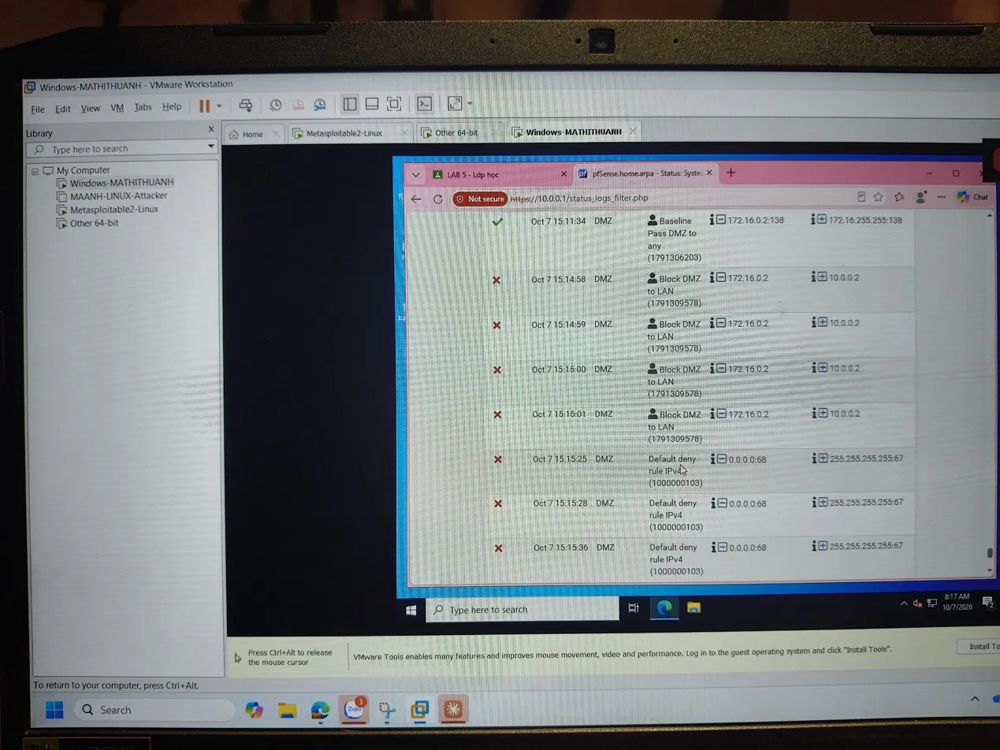 Windows-MATHITHUANH - VMware Workstation
File Edit View VM Tabs Help
Library
Type here to search
My Computer
Windows-MATHITHUANH
MAANH-LINUX-Attacker
Metasploitable2-Linux
Other 64-bit
Home Metasploitable2-Linux Other 64-bit Windows-MATHITHUANH
LAB 5 - Lớp học pfSense.home.arpa - Status: Syste
Not secure https://10.0.0.1/status_logs_filter.php Chat
Oct 7 15:11:34 DMZ Baseline 172.16.0.2:138 172.16.255.255:138
Pass DMZ to
any
(1791306203)
Oct 7 15:14:58 DMZ Block DMZ 172.16.0.2 10.0.0.2
to LAN
(1791309578)
Oct 7 15:14:59 DMZ Block DMZ 172.16.0.2 10.0.0.2
to LAN
(1791309578)
Oct 7 15:15:00 DMZ Block DMZ 172.16.0.2 10.0.0.2
to LAN
(1791309578)
Oct 7 15:15:01 DMZ Block DMZ 172.16.0.2 10.0.0.2
to LAN
(1791309578)
Oct 7 15:15:25 DMZ Default deny 0.0.0.0:68 255.255.255.255:67
rule IPv4
(1000000103)
Oct 7 15:15:28 DMZ Default deny 0.0.0.0:68 255.255.255.255:67
rule IPv4
(1000000103)
Oct 7 15:15:36 DMZ Default deny 0.0.0.0:68 255.255.255.255:67
rule IPv4
(1000000103)
Type here to search
8:17 AM
10/7/2026
2
Press Ctrl+Alt to release
the mouse cursor
VMware Tools enables many features and improves mouse movement, video and performance. Log in to the guest operating system and click "Install Tools".
Install To
To return to your computer, press Ctrl+Alt.
Search
Zalo
3